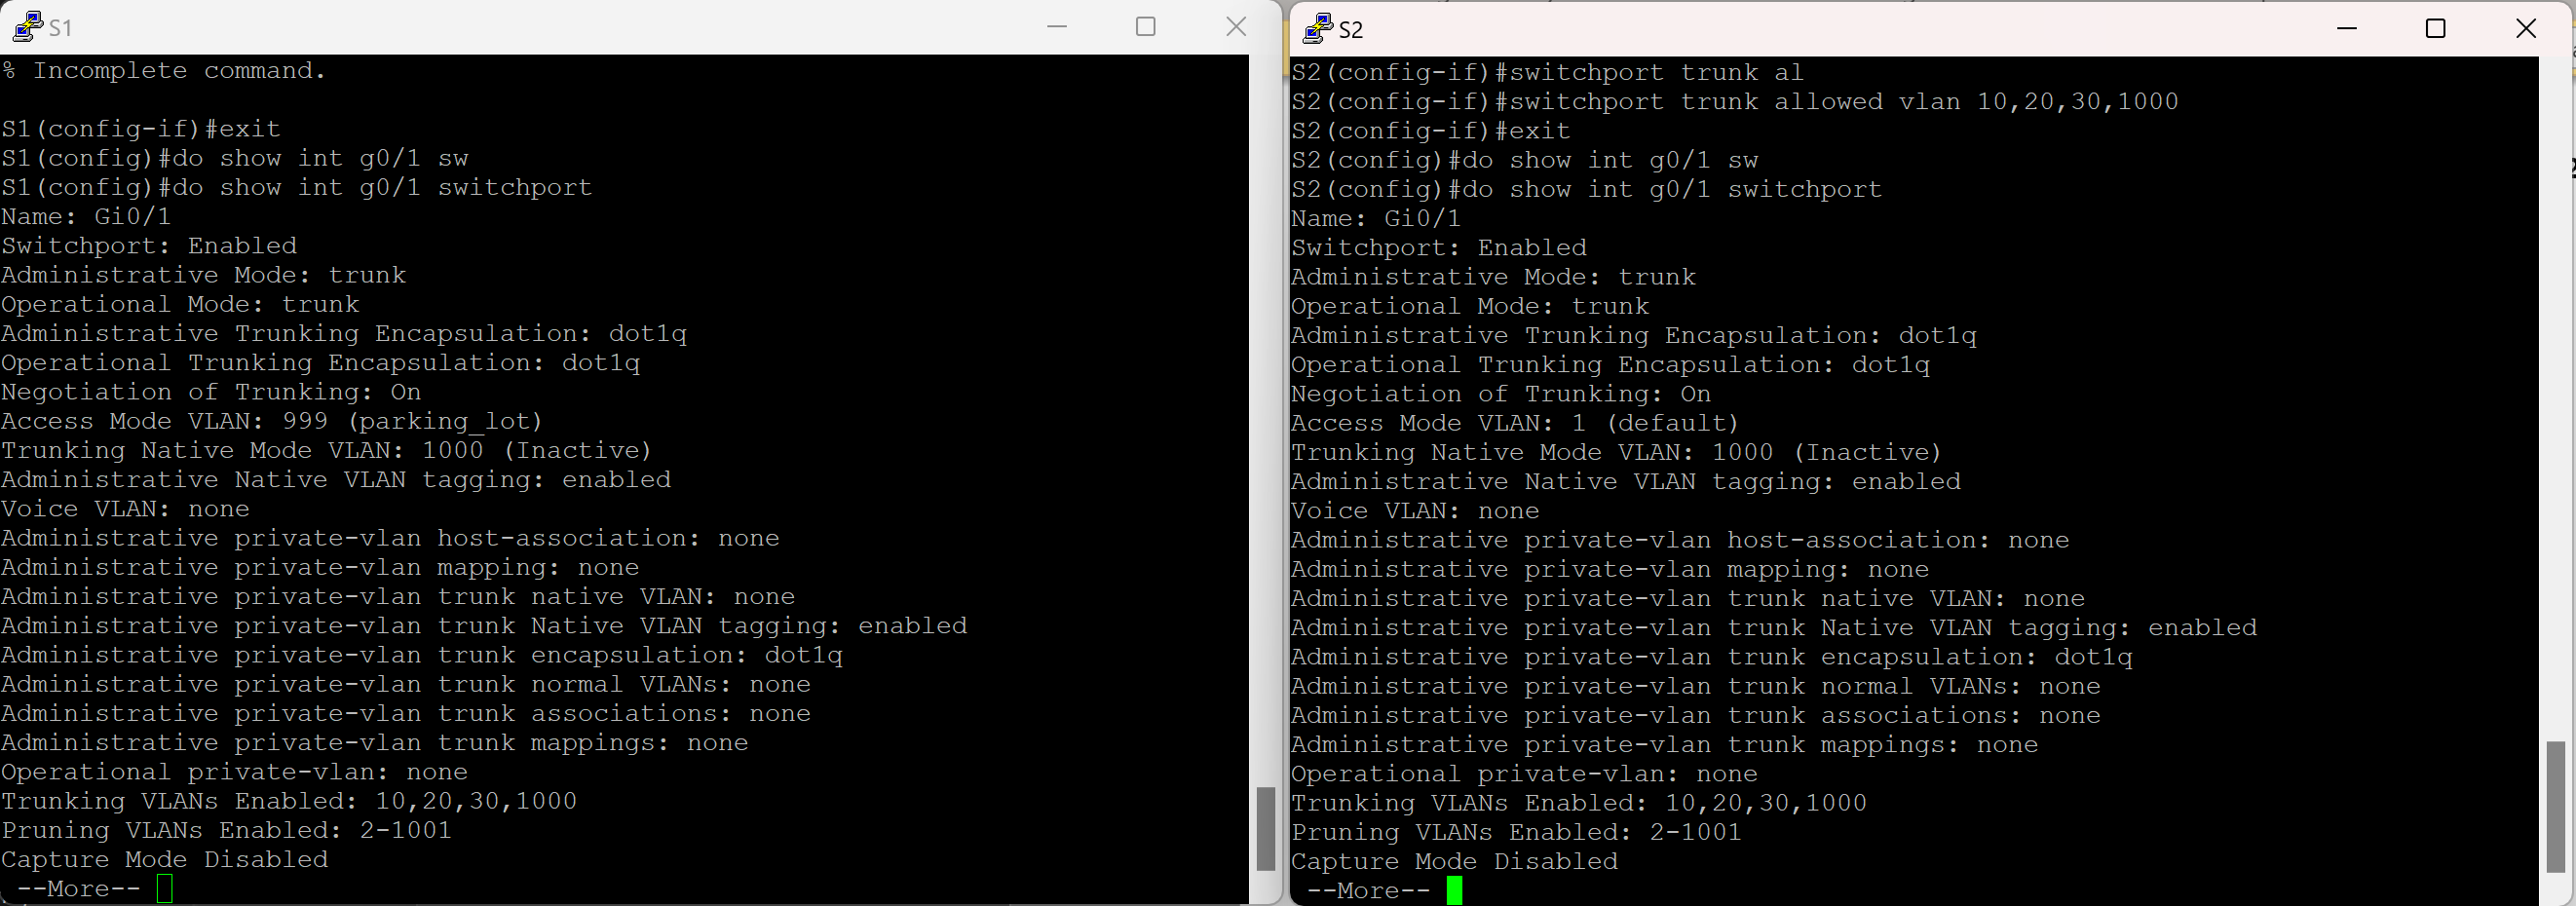 S1
% Incomplete command.
S1(config-if)#exit
S1(config)#do show int g0/1 sw
S1(config)#do show int g0/1 switchport
Name: Gi0/1
Switchport: Enabled
Administrative Mode: trunk
Operational Mode: trunk
Administrative Trunking Encapsulation: dot1q
Operational Trunking Encapsulation: dot1q
Negotiation of Trunking: On
Access Mode VLAN: 999 (parking_lot)
Trunking Native Mode VLAN: 1000 (Inactive)
Administrative Native VLAN tagging: enabled
Voice VLAN: none
Administrative private-vlan host-association: none
Administrative private-vlan mapping: none
Administrative private-vlan trunk native VLAN: none
Administrative private-vlan trunk Native VLAN tagging: enabled
Administrative private-vlan trunk encapsulation: dot1q
Administrative private-vlan trunk normal VLANs: none
Administrative private-vlan trunk associations: none
Administrative private-vlan trunk mappings: none
Operational private-vlan: none
Trunking VLANs Enabled: 10,20,30,1000
Pruning VLANs Enabled: 2-1001
Capture Mode Disabled
--More--
S2
S2(config-if)#switchport trunk al
S2(config-if)#switchport trunk allowed vlan 10,20,30,1000
S2(config-if)#exit
S2(config)#do show int g0/1 sw
S2(config)#do show int g0/1 switchport
Name: Gi0/1
Switchport: Enabled
Administrative Mode: trunk
Operational Mode: trunk
Administrative Trunking Encapsulation: dot1q
Operational Trunking Encapsulation: dot1q
Negotiation of Trunking: On
Access Mode VLAN: 1 (default)
Trunking Native Mode VLAN: 1000 (Inactive)
Administrative Native VLAN tagging: enabled
Voice VLAN: none
Administrative private-vlan host-association: none
Administrative private-vlan mapping: none
Administrative private-vlan trunk native VLAN: none
Administrative private-vlan trunk Native VLAN tagging: enabled
Administrative private-vlan trunk encapsulation: dot1q
Administrative private-vlan trunk normal VLANs: none
Administrative private-vlan trunk associations: none
Administrative private-vlan trunk mappings: none
Operational private-vlan: none
Trunking VLANs Enabled: 10,20,30,1000
Pruning VLANs Enabled: 2-1001
Capture Mode Disabled
--More--